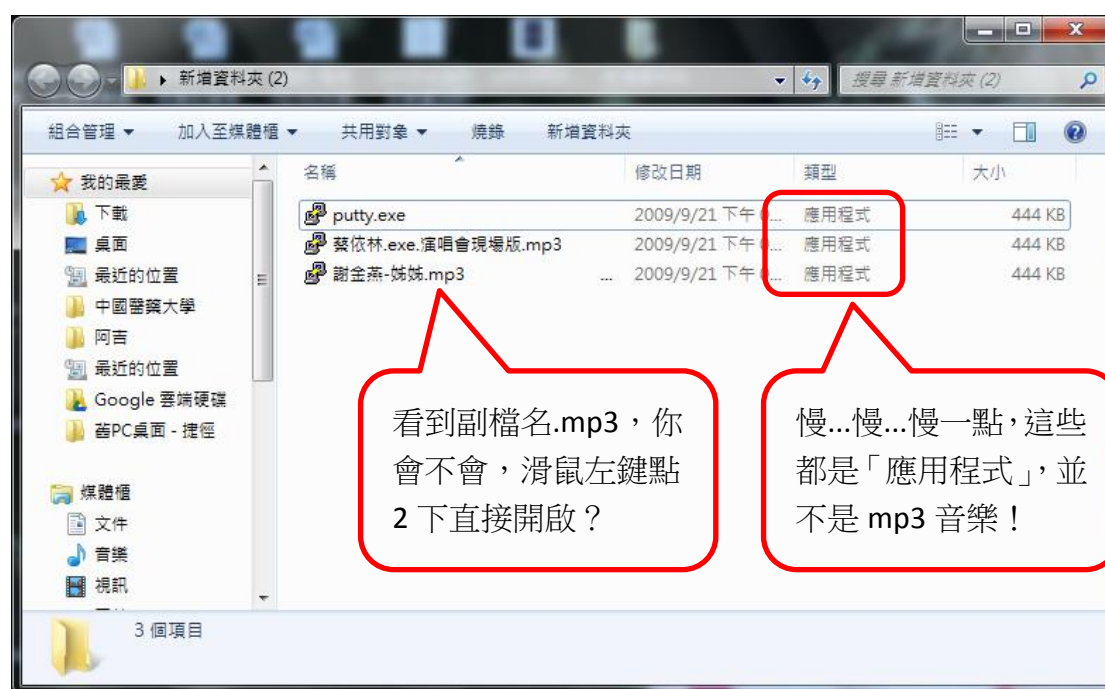 新增資料夾 (2)
搜尋 新增資料夾 (2)
組合管理 加入至媒體櫃 共用對象 燒錄 新增資料夾
名稱 修改日期 類型 大小
putty.exe 2009/9/21 下午 0... 應用程式 444 KB
蔡依林.exe.演唱會現場版.mp3 2009/9/21 下午 0... 應用程式 444 KB
謝金燕-姊姊.mp3 ... 2009/9/21 下午 0... 應用程式 444 KB
我的最愛
下載
桌面
最近的位置
中國醫藥大學
阿吉
最近的位置
Google 雲端硬碟
舊PC桌面 - 捷徑
媒體櫃
文件
音樂
視訊
看到副檔名.mp3，你
會不會，滑鼠左鍵點
2 下直接開啟？
慢...慢...慢一點，這些
都是「應用程式」，並
不是 mp3 音樂！
3 個項目